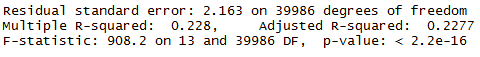 Residual standard error: 2.163 on 39986 degrees of freedom
Multiple R-squared:  0.228,     Adjusted R-squared:  0.2277
F-statistic: 908.2 on 13 and 39986 DF,  p-value: < 2.2e-16